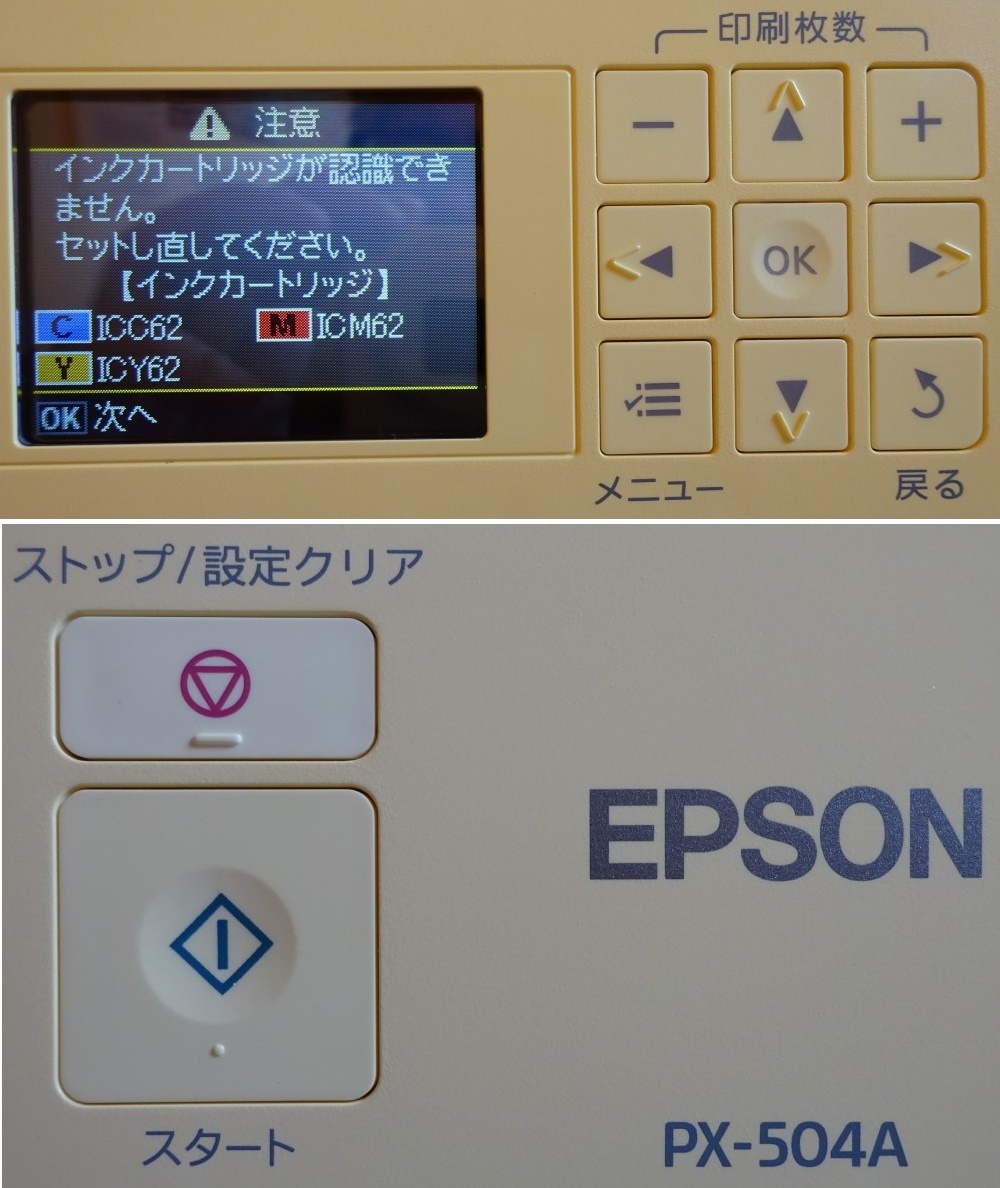 印刷枚数
注意
インクカートリッジが認識でき
ません。
セットし直してください。
【インクカートリッジ】
C ICC62 M ICM62
Y ICY62
OK 次へ
OK
メニュー
戻る
ストップ/設定クリア
EPSON
スタート
PX-504A